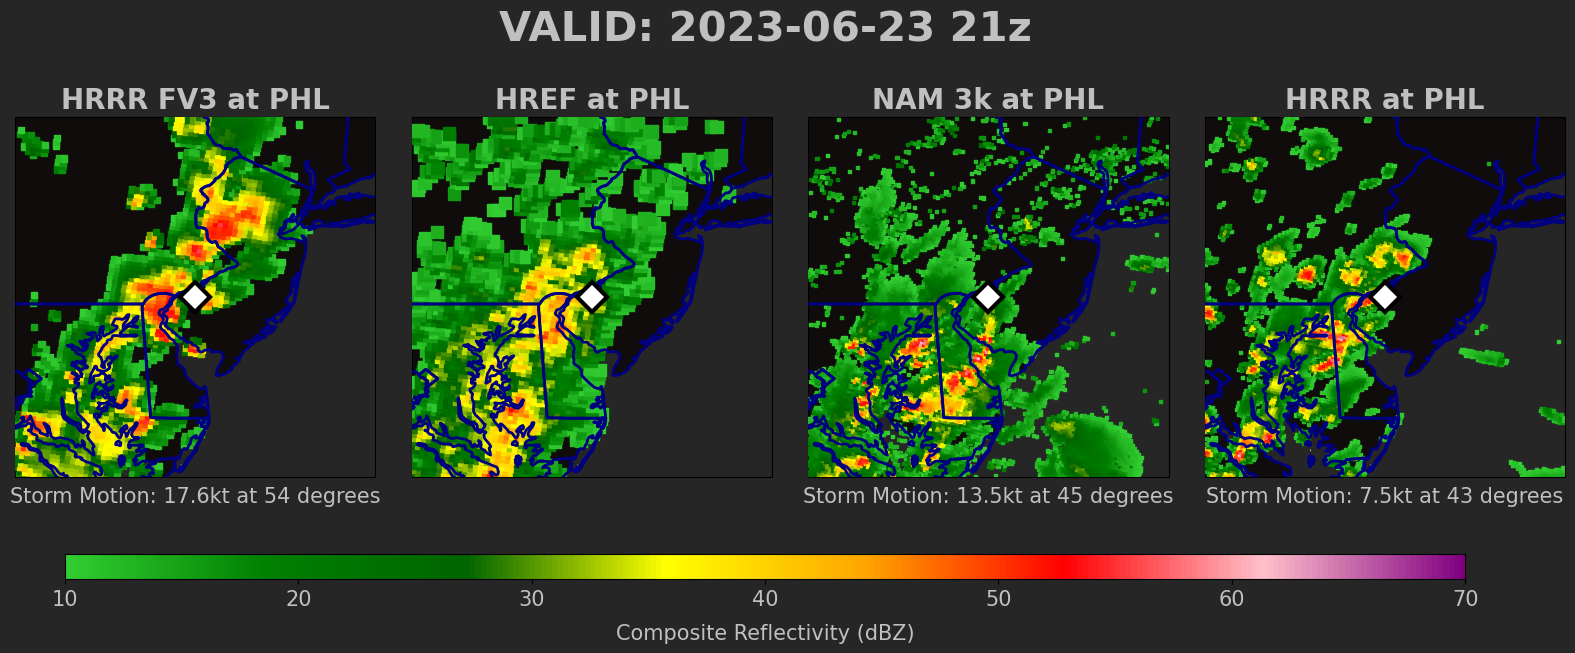 VALID: 2023-06-23 21z
HRRR FV3 at PHL
HREF at PHL
NAM 3k at PHL
HRRR at PHL
Storm Motion: 17.6kt at 54 degrees
Storm Motion: 13.5kt at 45 degrees
Storm Motion: 7.5kt at 43 degrees
10 20 30 40 50 60 70
Composite Reflectivity (dBZ)